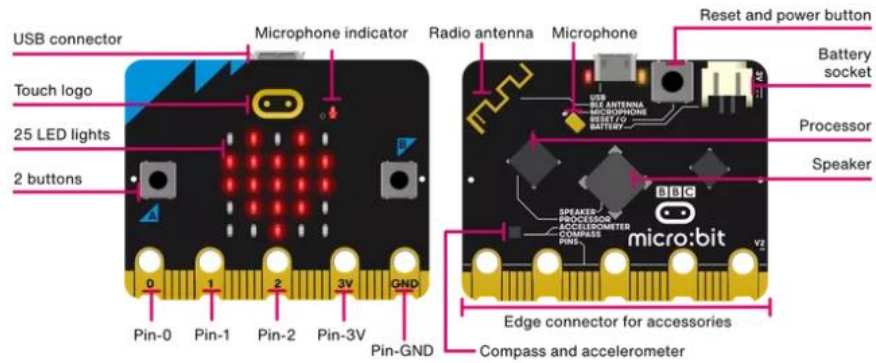 USB connector
Microphone indicator
Radio antenna
Microphone
Reset and power button
Battery
socket
Touch logo
25 LED lights
2 buttons
A
B
0
1
2
3V
GND
Pin-0
Pin-1
Pin-2
Pin-3V
Pin-GND
USB
BLE ANTENNA
MICROPHONE
RESET /
BATTERY
3V
Processor
Speaker
BBC
SPEAKER
PROCESSOR
ACCELEROMETER
COMPASS
PINS
micro:bit
V2
Edge connector for accessories
Compass and accelerometer